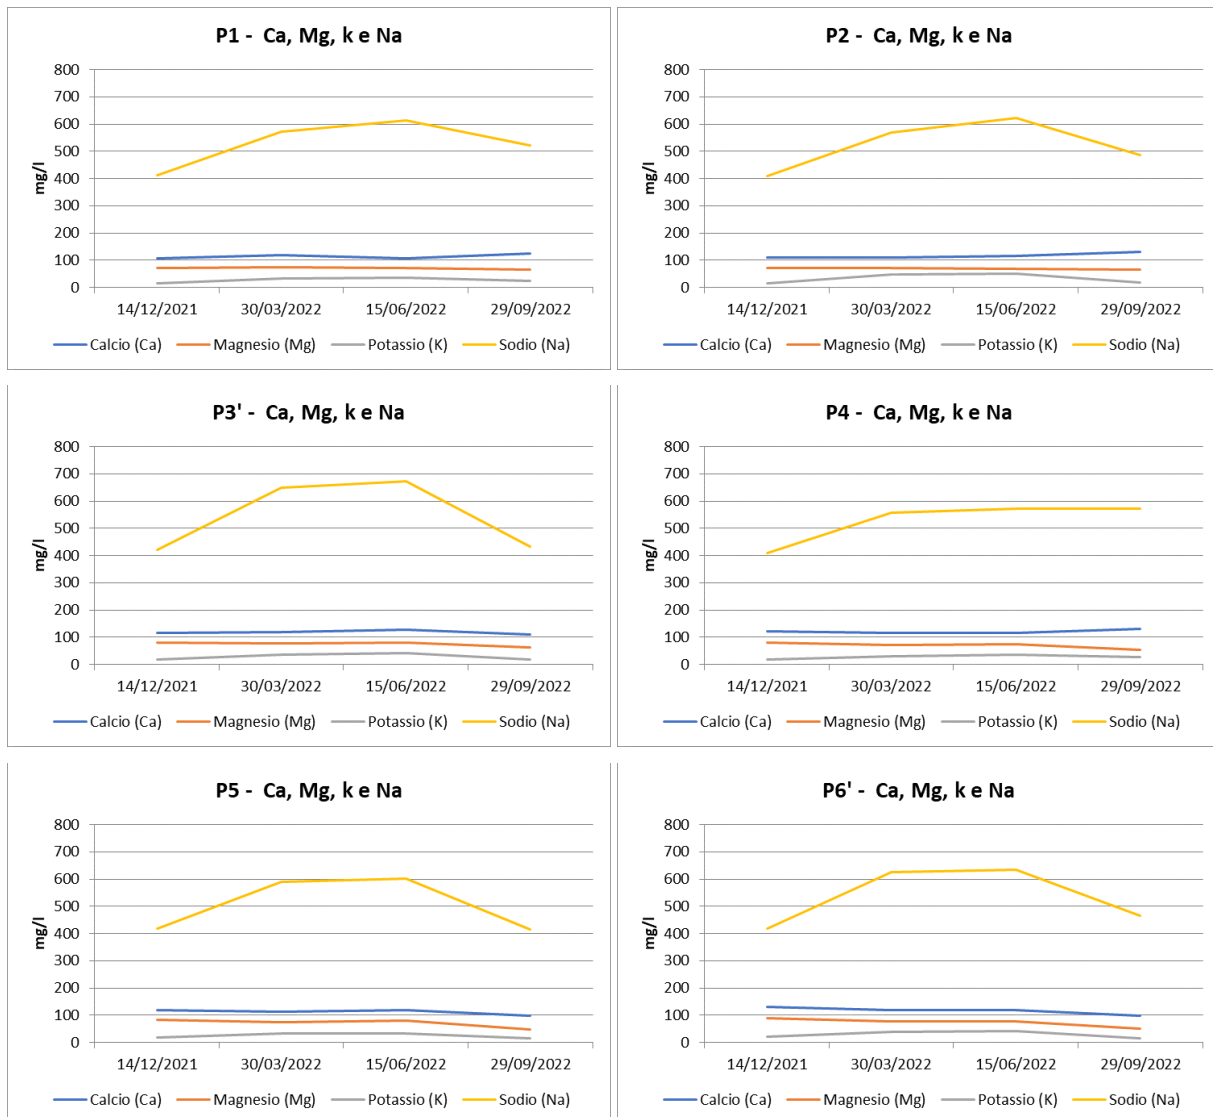 P1 -  Ca, Mg, k e Na
800
700
600
500
400
300
200
100
0
mg/l
14/12/2021 30/03/2022 15/06/2022 29/09/2022
Calcio (Ca) Magnesio (Mg) Potassio (K) Sodio (Na)
P2 -  Ca, Mg, k e Na
800
700
600
500
400
300
200
100
0
mg/l
14/12/2021 30/03/2022 15/06/2022 29/09/2022
Calcio (Ca) Magnesio (Mg) Potassio (K) Sodio (Na)
P3' -  Ca, Mg, k e Na
800
700
600
500
400
300
200
100
0
mg/l
14/12/2021 30/03/2022 15/06/2022 29/09/2022
Calcio (Ca) Magnesio (Mg) Potassio (K) Sodio (Na)
P4 -  Ca, Mg, k e Na
800
700
600
500
400
300
200
100
0
mg/l
14/12/2021 30/03/2022 15/06/2022 29/09/2022
Calcio (Ca) Magnesio (Mg) Potassio (K) Sodio (Na)
P5 -  Ca, Mg, k e Na
800
700
600
500
400
300
200
100
0
mg/l
14/12/2021 30/03/2022 15/06/2022 29/09/2022
Calcio (Ca) Magnesio (Mg) Potassio (K) Sodio (Na)
P6' -  Ca, Mg, k e Na
800
700
600
500
400
300
200
100
0
mg/l
14/12/2021 30/03/2022 15/06/2022 29/09/2022
Calcio (Ca) Magnesio (Mg) Potassio (K) Sodio (Na)